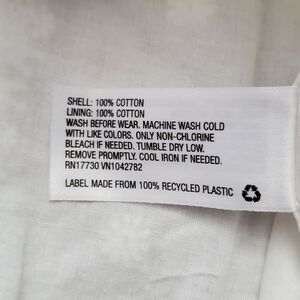 SHELL: 100% COTTON
LINING: 100% COTTON
WASH BEFORE WEAR. MACHINE WASH COLD
WITH LIKE COLORS. ONLY NON-CHLORINE
BLEACH IF NEEDED. TUMBLE DRY LOW.
REMOVE PROMPTLY. COOL IRON IF NEEDED.
RN17730 VN1042782
LABEL MADE FROM 100% RECYCLED PLASTIC